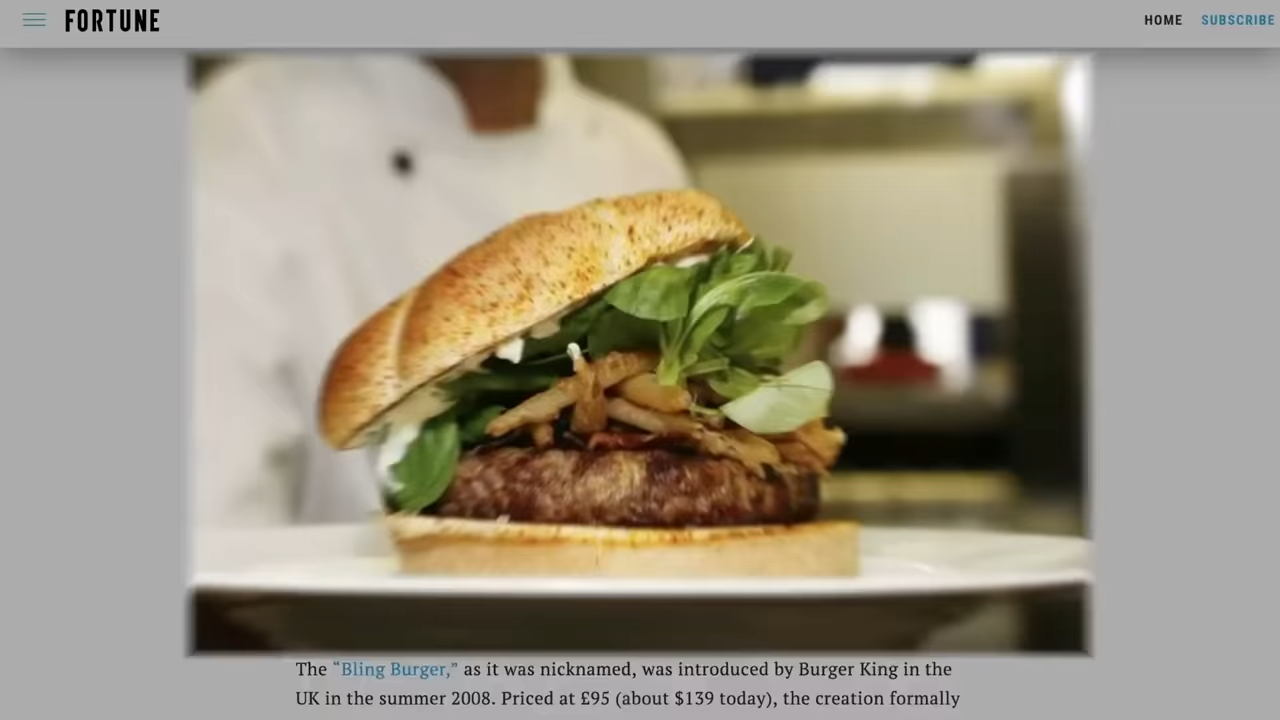 FORTUNE
HOME SUBSCRIBE
The “Bling Burger,” as it was nicknamed, was introduced by Burger King in the
UK in the summer 2008. Priced at £95 (about $139 today), the creation formally